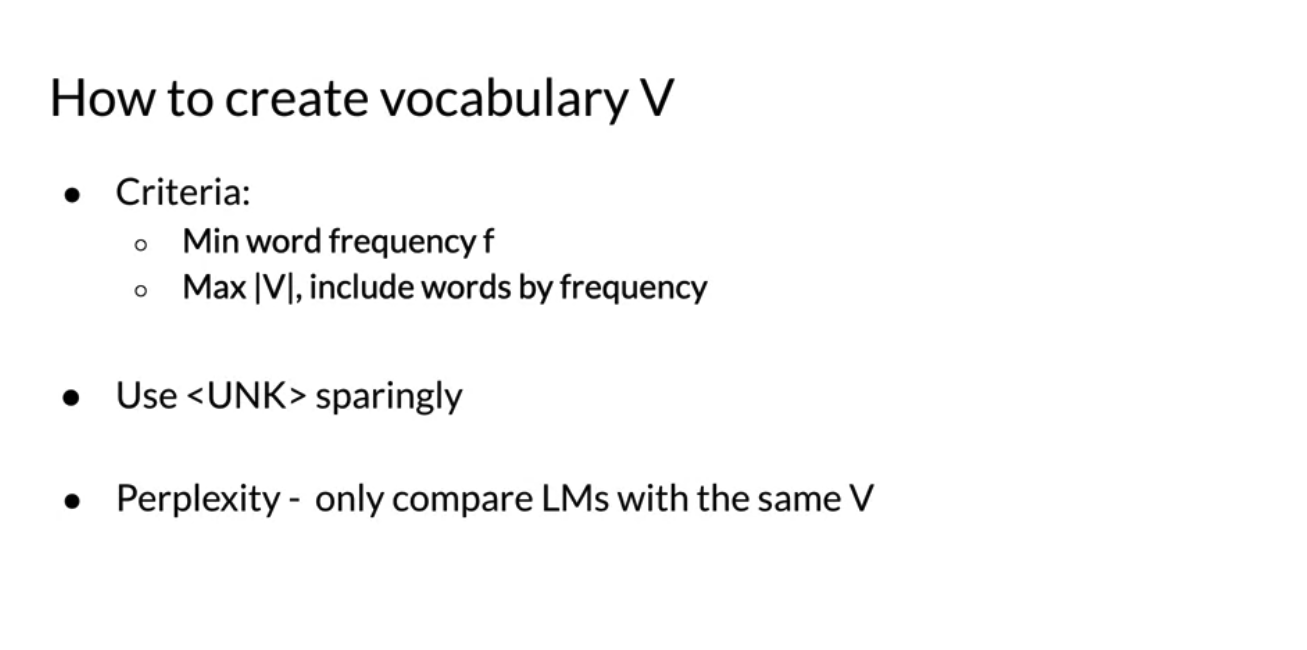 How to create vocabulary V
● Criteria:
○ Min word frequency f
○ Max |V|, include words by frequency
● Use <UNK> sparingly
● Perplexity - only compare LMs with the same V